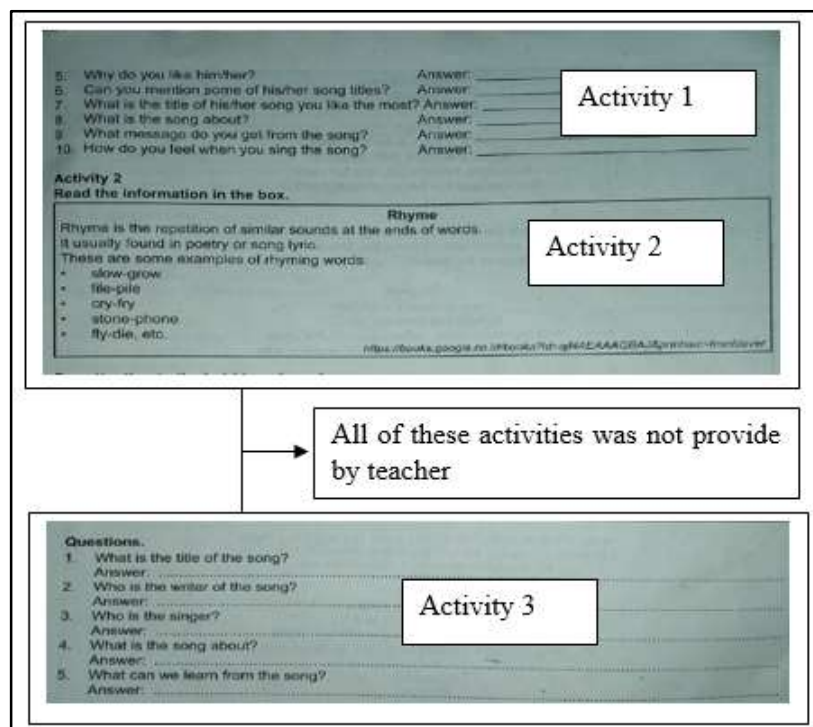 5. Why do you like him/her? Answer:
6. Can you mention some of his/her song titles? Answer:
7. What is the title of his/her song you like the most? Answer:
8. What is the song about? Answer:
9. What message do you get from the song? Answer:
10. How do you feel when you sing the song? Answer:
Activity 1
Activity 2
Read the information in the box.
Rhyme
Rhyme is the repetition of similar sounds at the ends of words.
It usually found in poetry or song lyric.
These are some examples of rhyming words.
• slow-grow
• file-pile
• cry-fry
• stone-phone
• fly-die, etc.
Activity 2
All of these activities was not provide
by teacher
Questions.
1. What is the title of the song?
Answer:
2. Who is the writer of the song?
Answer:
3. Who is the singer?
Answer:
4. What is the song about?
Answer:
5. What can we learn from the song?
Answer:
Activity 3